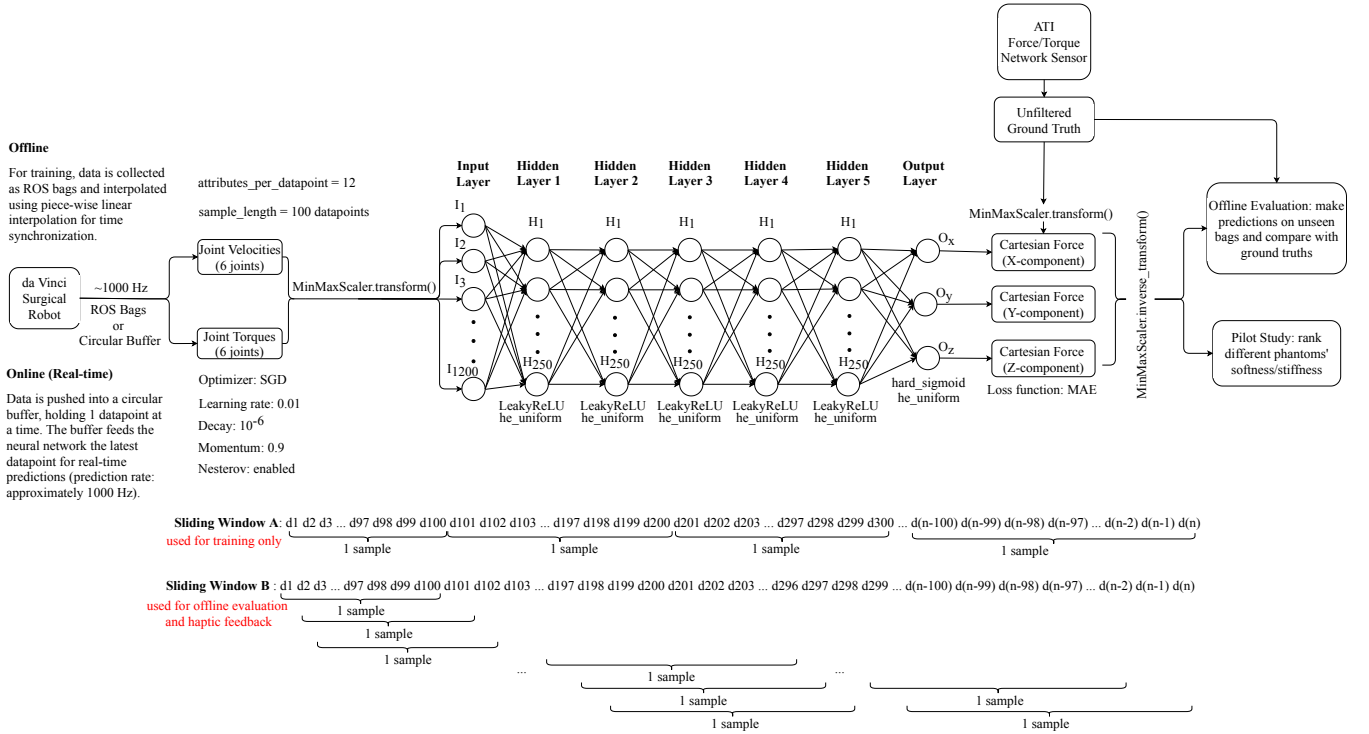 ATI
Force/Torque
Network Sensor
Unfiltered
Ground Truth
Offline
For training, data is collected
as ROS bags and interpolated
using piece-wise linear
interpolation for time
synchronization.
da Vinci
Surgical
Robot
~1000 Hz
ROS Bags
or
Circular Buffer
Online (Real-time)
Data is pushed into a circular
buffer, holding 1 datapoint at
a time. The buffer feeds the
neural network the latest
datapoint for real-time
predictions (prediction rate:
approximately 1000 Hz).
attributes_per_datapoint = 12
sample_length = 100 datapoints
Joint Velocities
(6 joints)
Joint Torques
(6 joints)
Optimizer: SGD
Learning rate: 0.01
Decay: 10-6
Momentum: 0.9
Nesterov: enabled
MinMaxScaler.transform()
Input
Layer
I1
I2
I3
I1200
Hidden
Layer 1
H1
H250
LeakyReLU
he_uniform
Hidden
Layer 2
H1
H250
LeakyReLU
he_uniform
Hidden
Layer 3
H1
H250
LeakyReLU
he_uniform
Hidden
Layer 4
H1
H250
LeakyReLU
he_uniform
Hidden
Layer 5
H1
H250
LeakyReLU
he_uniform
Output
Layer
Ox
Oy
Oz
hard_sigmoid
he_uniform
MinMaxScaler.transform()
Cartesian Force
(X-component)
Cartesian Force
(Y-component)
Cartesian Force
(Z-component)
Loss function: MAE
MinMaxScaler.inverse_transform()
Offline Evaluation: make
predictions on unseen
bags and compare with
ground truths
Pilot Study: rank
different phantoms'
softness/stiffness
Sliding Window A: d1 d2 d3 ... d97 d98 d99 d100 d101 d102 d103 ... d197 d198 d199 d200 d201 d202 d203 ... d297 d298 d299 d300 ... d(n-100) d(n-99) d(n-98) d(n-97) ... d(n-2) d(n-1) d(n)
used for training only
1 sample
1 sample
1 sample
1 sample
Sliding Window B : d1 d2 d3 ... d97 d98 d99 d100 d101 d102 d103 ... d197 d198 d199 d200 d201 d202 d203 ... d296 d297 d298 d299 ... d(n-100) d(n-99) d(n-98) d(n-97) ... d(n-2) d(n-1) d(n)
used for offline evaluation
and haptic feedback
1 sample
1 sample
1 sample
...
1 sample
1 sample
1 sample
...
1 sample
1 sample